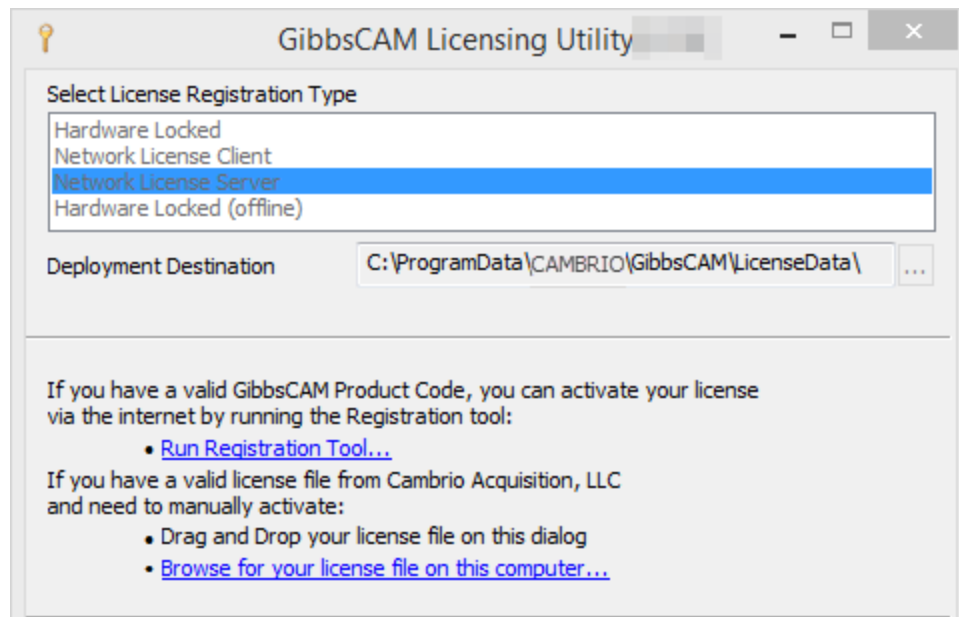 GibbsCAM Licensing Utility
Select License Registration Type
Hardware Locked
Network License Client
Network License Server
Hardware Locked (offline)
Deployment Destination C:\ProgramData\CAMBRIO\GibbsCAM\LicenseData\ ...
If you have a valid GibbsCAM Product Code, you can activate your license
via the internet by running the Registration tool:
• Run Registration Tool...
If you have a valid license file from Cambrio Acquisition, LLC
and need to manually activate:
• Drag and Drop your license file on this dialog
• Browse for your license file on this computer...